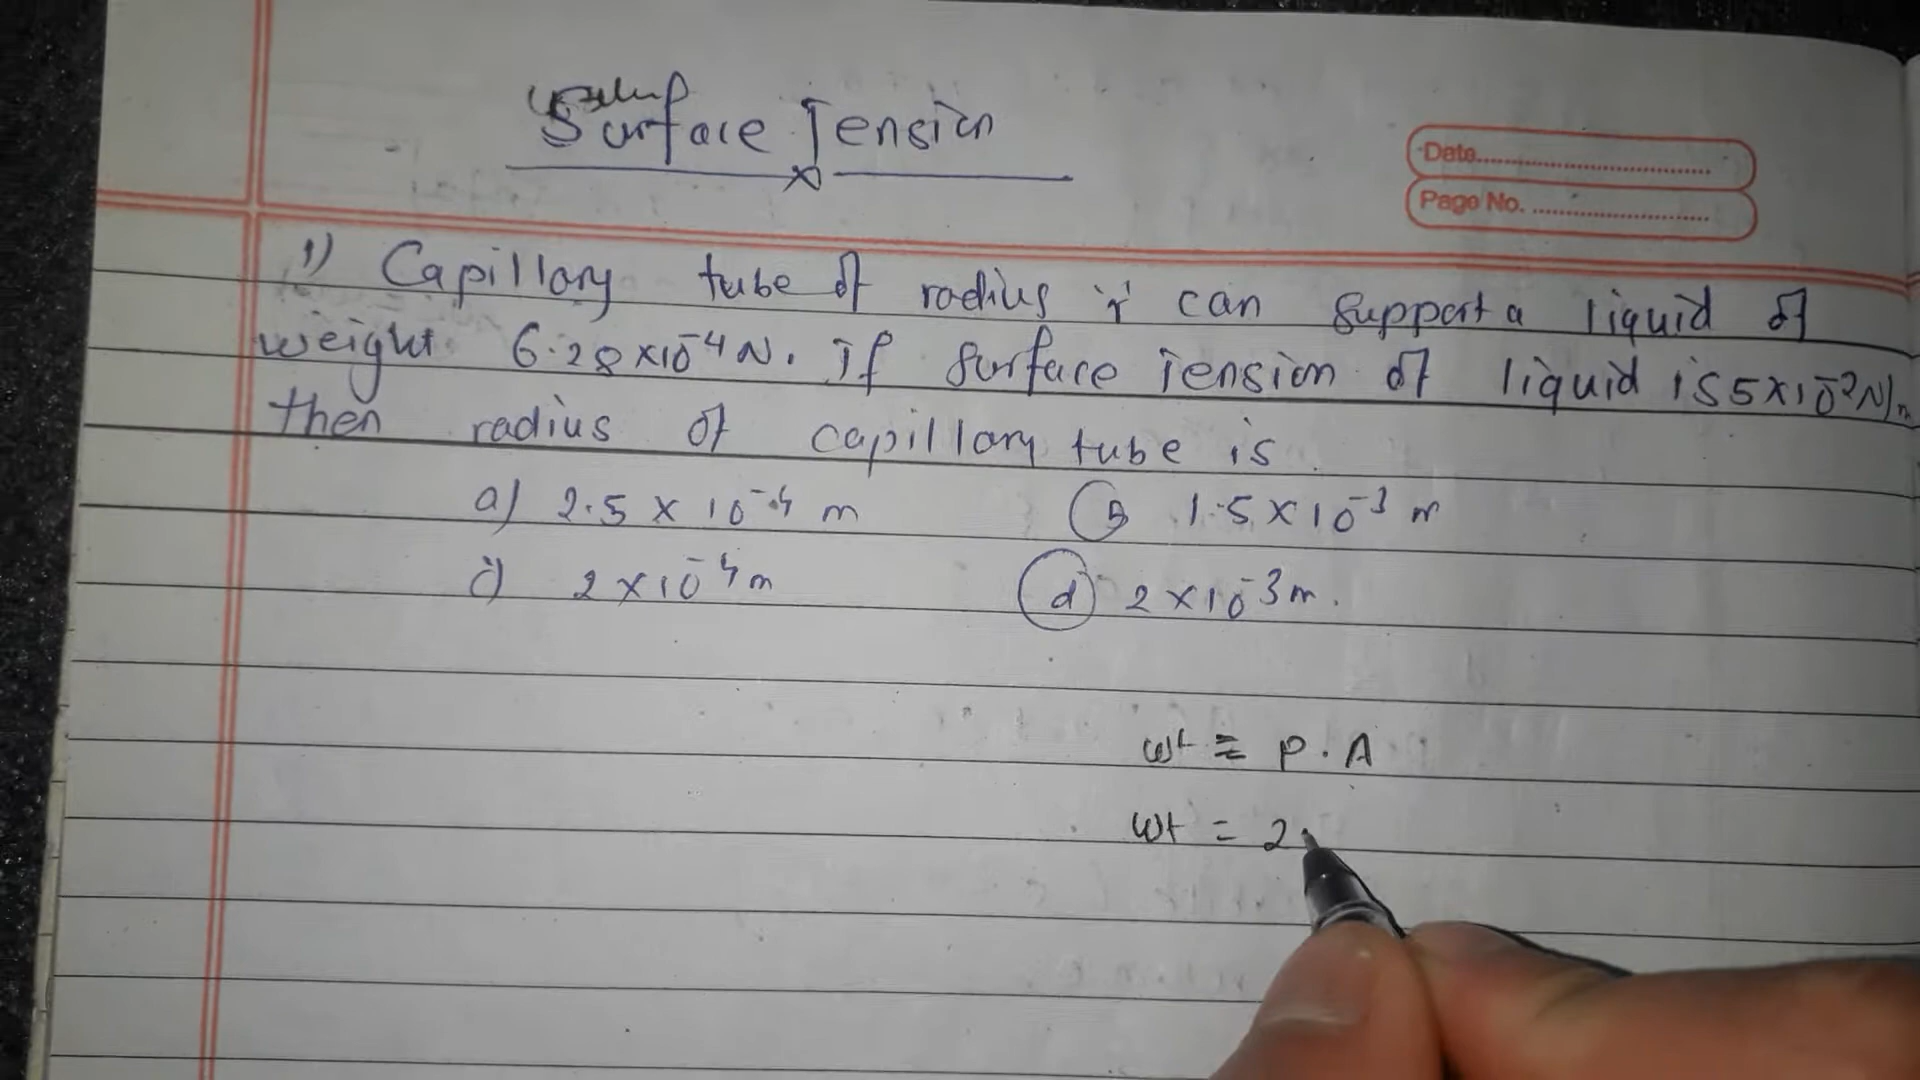 Surface Tension
Date
Page No.
1) Capillary tube of radius 'r' can support a liquid of
weight 6.28×10⁻⁴N. If surface Tension of liquid is 5×10⁻²N/m
then radius of capillary tube is
a) 2.5 × 10⁻⁴ m b 1.5×10⁻³ m
c) 2×10⁻⁴m d 2×10⁻³m.
wt = P.A
wt = 2